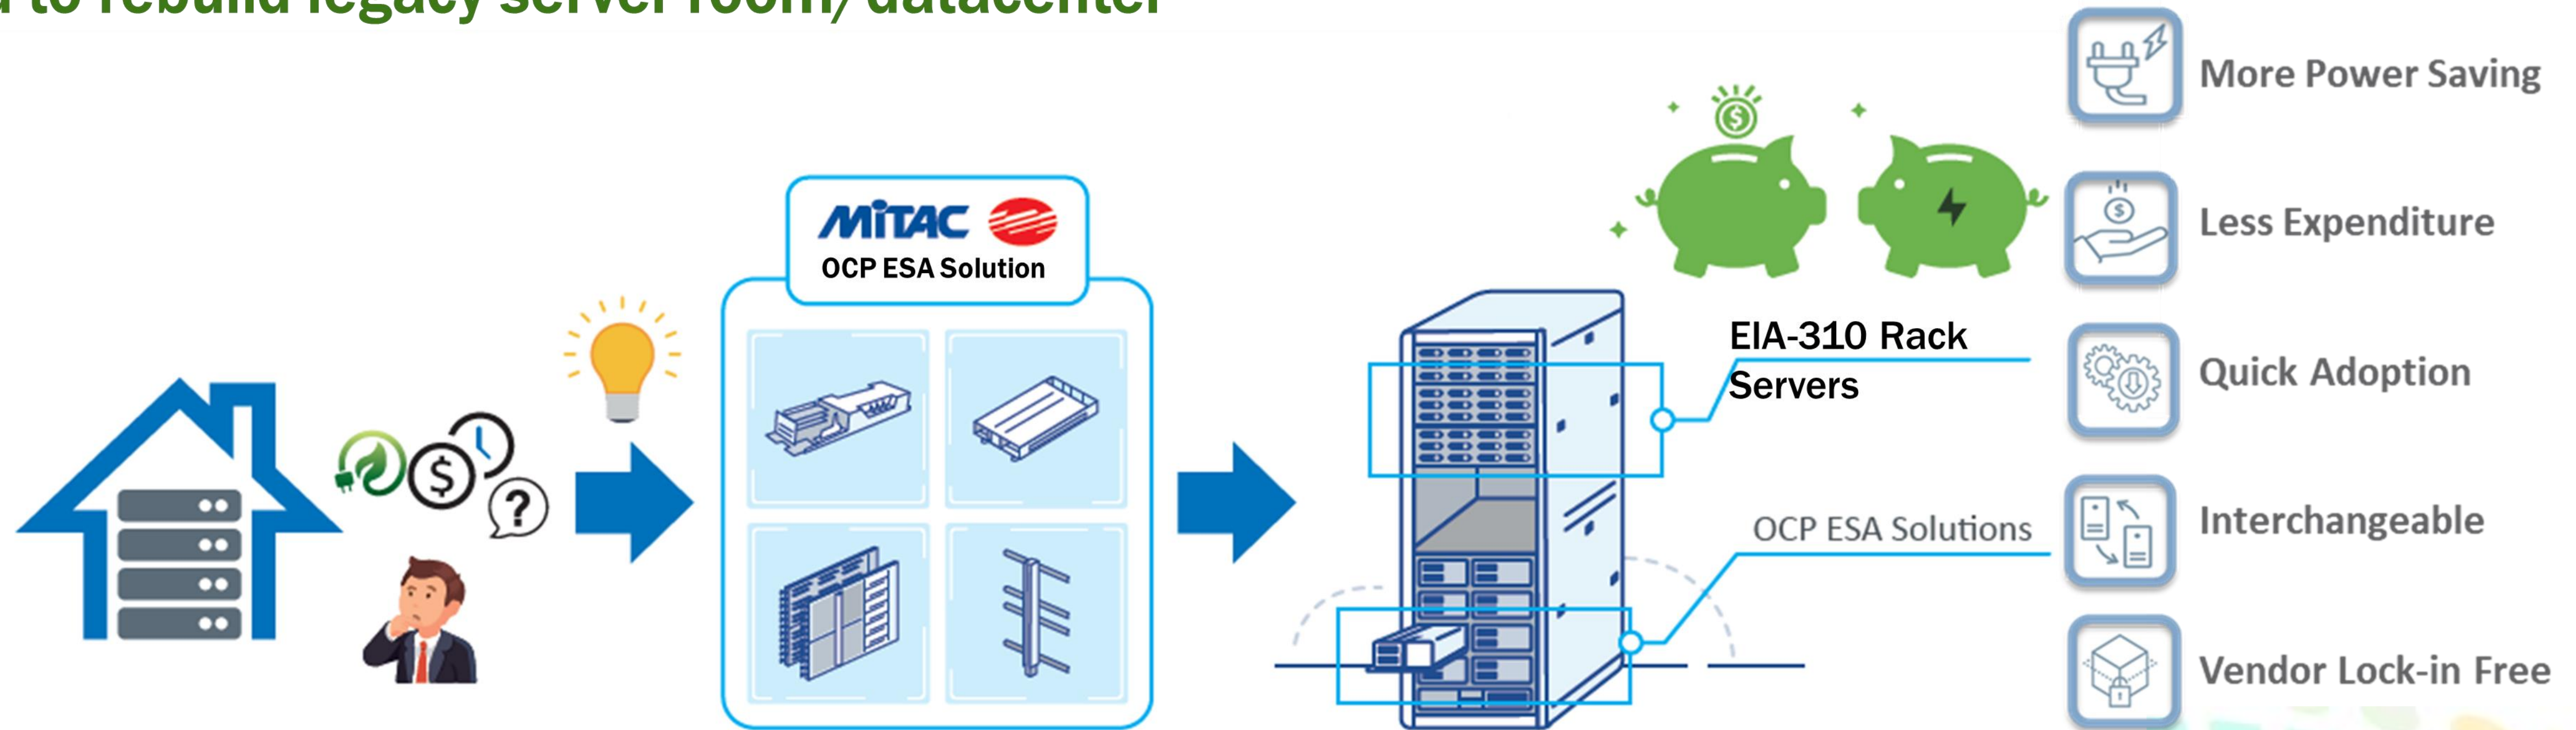 to rebuild legacy server room/datacenter
MiTAC
OCP ESA Solution
$
?
$
EIA-310 Rack
Servers
OCP ESA Solutions
More Power Saving
$
Less Expenditure
Quick Adoption
Interchangeable
Vendor Lock-in Free